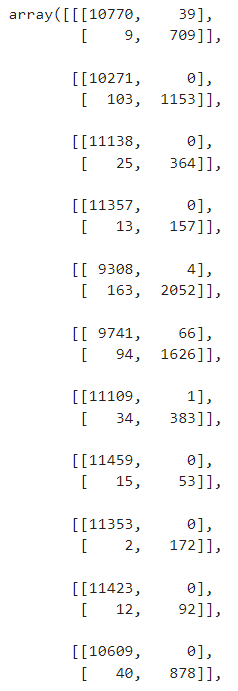 array([[[10770,    39],
        [    9,   709]],

       [[10271,     0],
        [  103,  1153]],

       [[11138,     0],
        [   25,   364]],

       [[11357,     0],
        [   13,   157]],

       [[ 9308,     4],
        [  163,  2052]],

       [[ 9741,    66],
        [   94,  1626]],

       [[11109,     1],
        [   34,   383]],

       [[11459,     0],
        [   15,    53]],

       [[11353,     0],
        [    2,   172]],

       [[11423,     0],
        [   12,    92]],

       [[10609,     0],
        [   40,   878]],